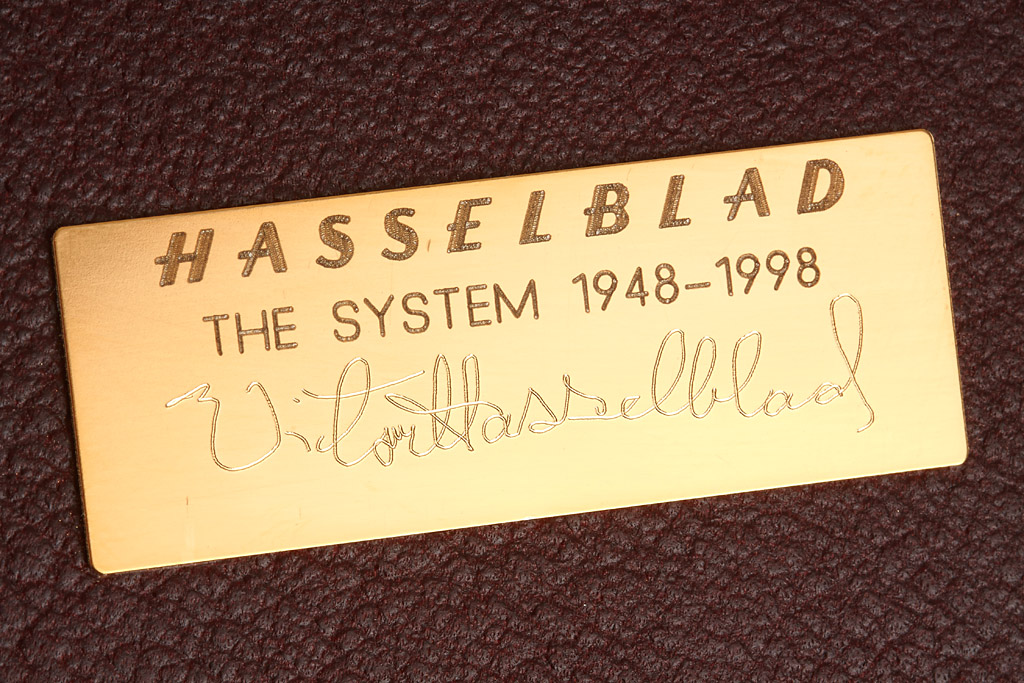 HASSELBLAD
THE SYSTEM 1948-1998
Victor Hasselblad